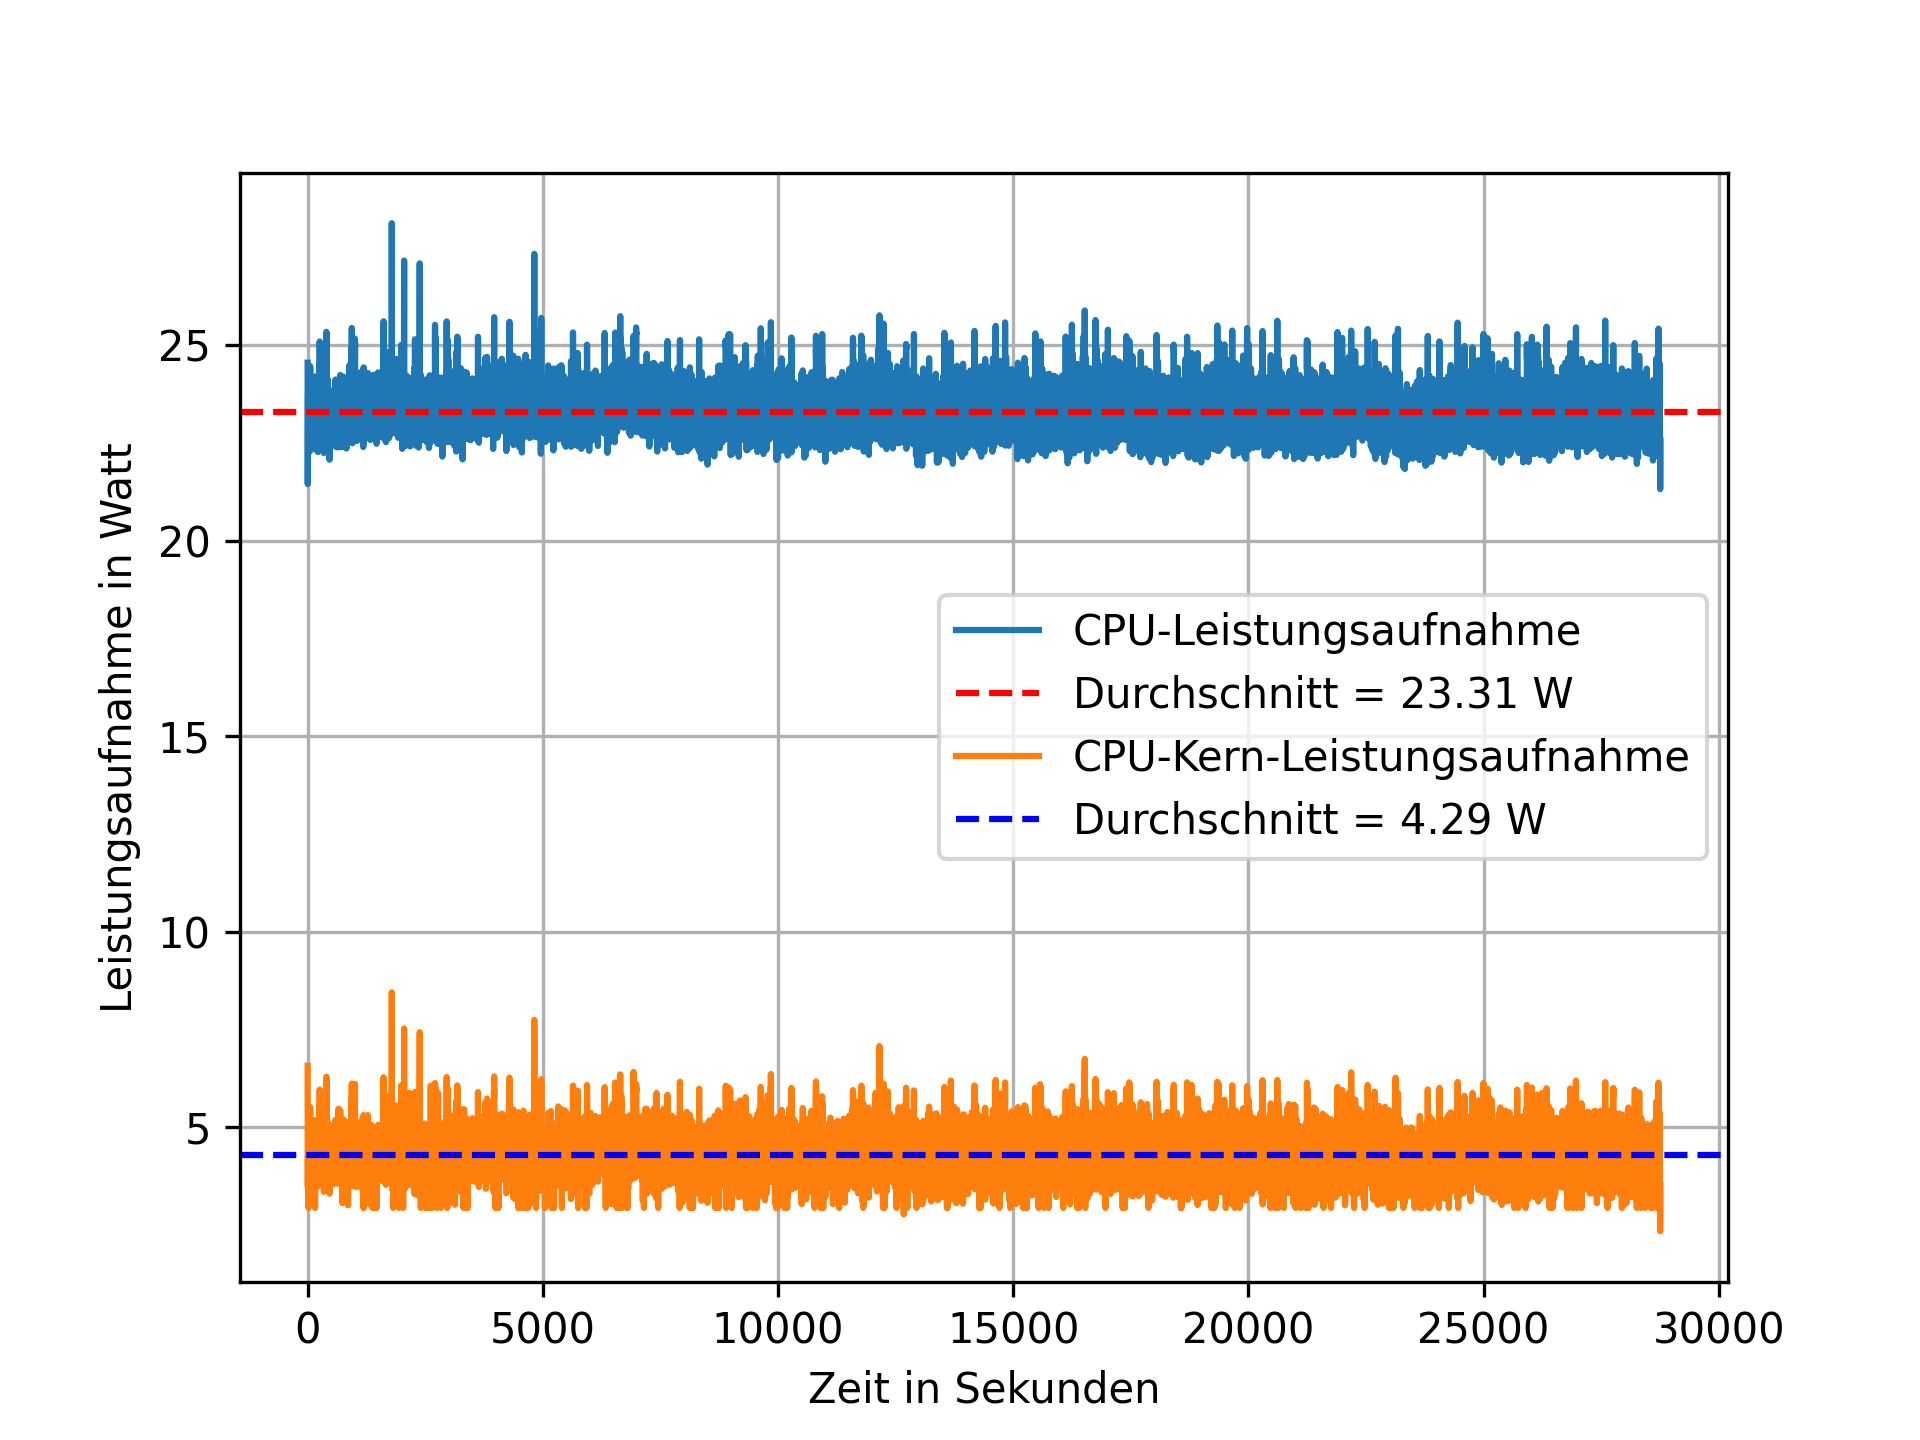 Leistungsaufnahme in Watt
25
20
15
10
5
CPU-Leistungsaufnahme
Durchschnitt = 23.31 W
CPU-Kern-Leistungsaufnahme
Durchschnitt = 4.29 W
0 5000 10000 15000 20000 25000 30000
Zeit in Sekunden